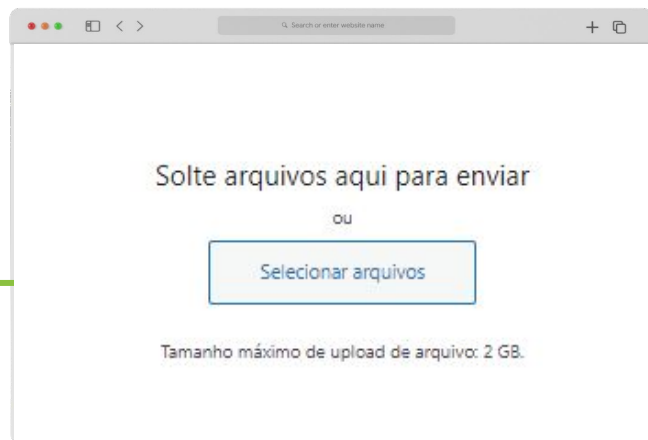 Search or enter website name
Solte arquivos aqui para enviar
ou
Selecionar arquivos
Tamanho máximo de upload de arquivo: 2 GB.